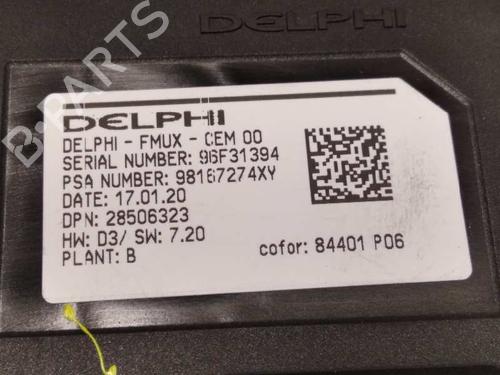 DELPHI
DELPHI
DELPHI - FMUX - CEM 00
SERIAL NUMBER: 96F31394
PSA NUMBER: 98167274XY
DATE: 17.01.20
DPN: 28506323
HW: D3/ SW: 7.20
PLANT: B
cofor: 84401 P06
B-PARTS